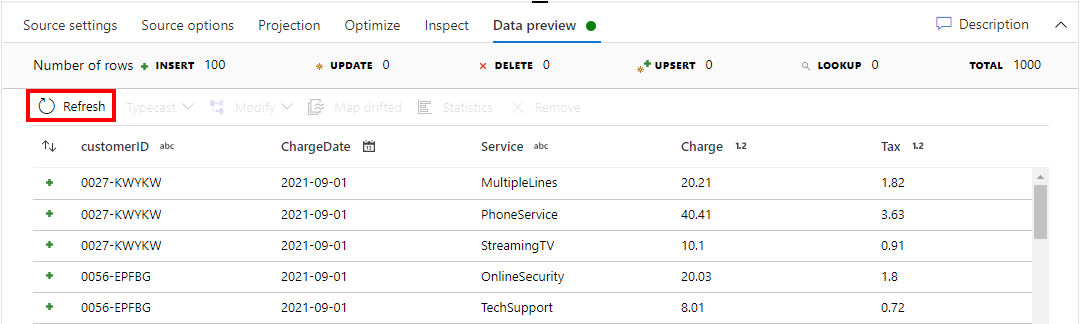 Source settings Source options Projection Optimize Inspect Data preview Description
Number of rows INSERT 100 UPDATE 0 DELETE 0 UPSERT 0 LOOKUP 0 TOTAL 1000
Refresh Typecast Modify Map drifted Statistics Remove
customerID abc ChargeDate 12 Service abc Charge 1.2 Tax 1.2
0027-KWYKW 2021-09-01 MultipleLines 20.21 1.82
0027-KWYKW 2021-09-01 PhoneService 40.41 3.63
0027-KWYKW 2021-09-01 StreamingTV 10.1 0.91
0056-EPFBG 2021-09-01 OnlineSecurity 20.03 1.8
0056-EPFBG 2021-09-01 TechSupport 8.01 0.72